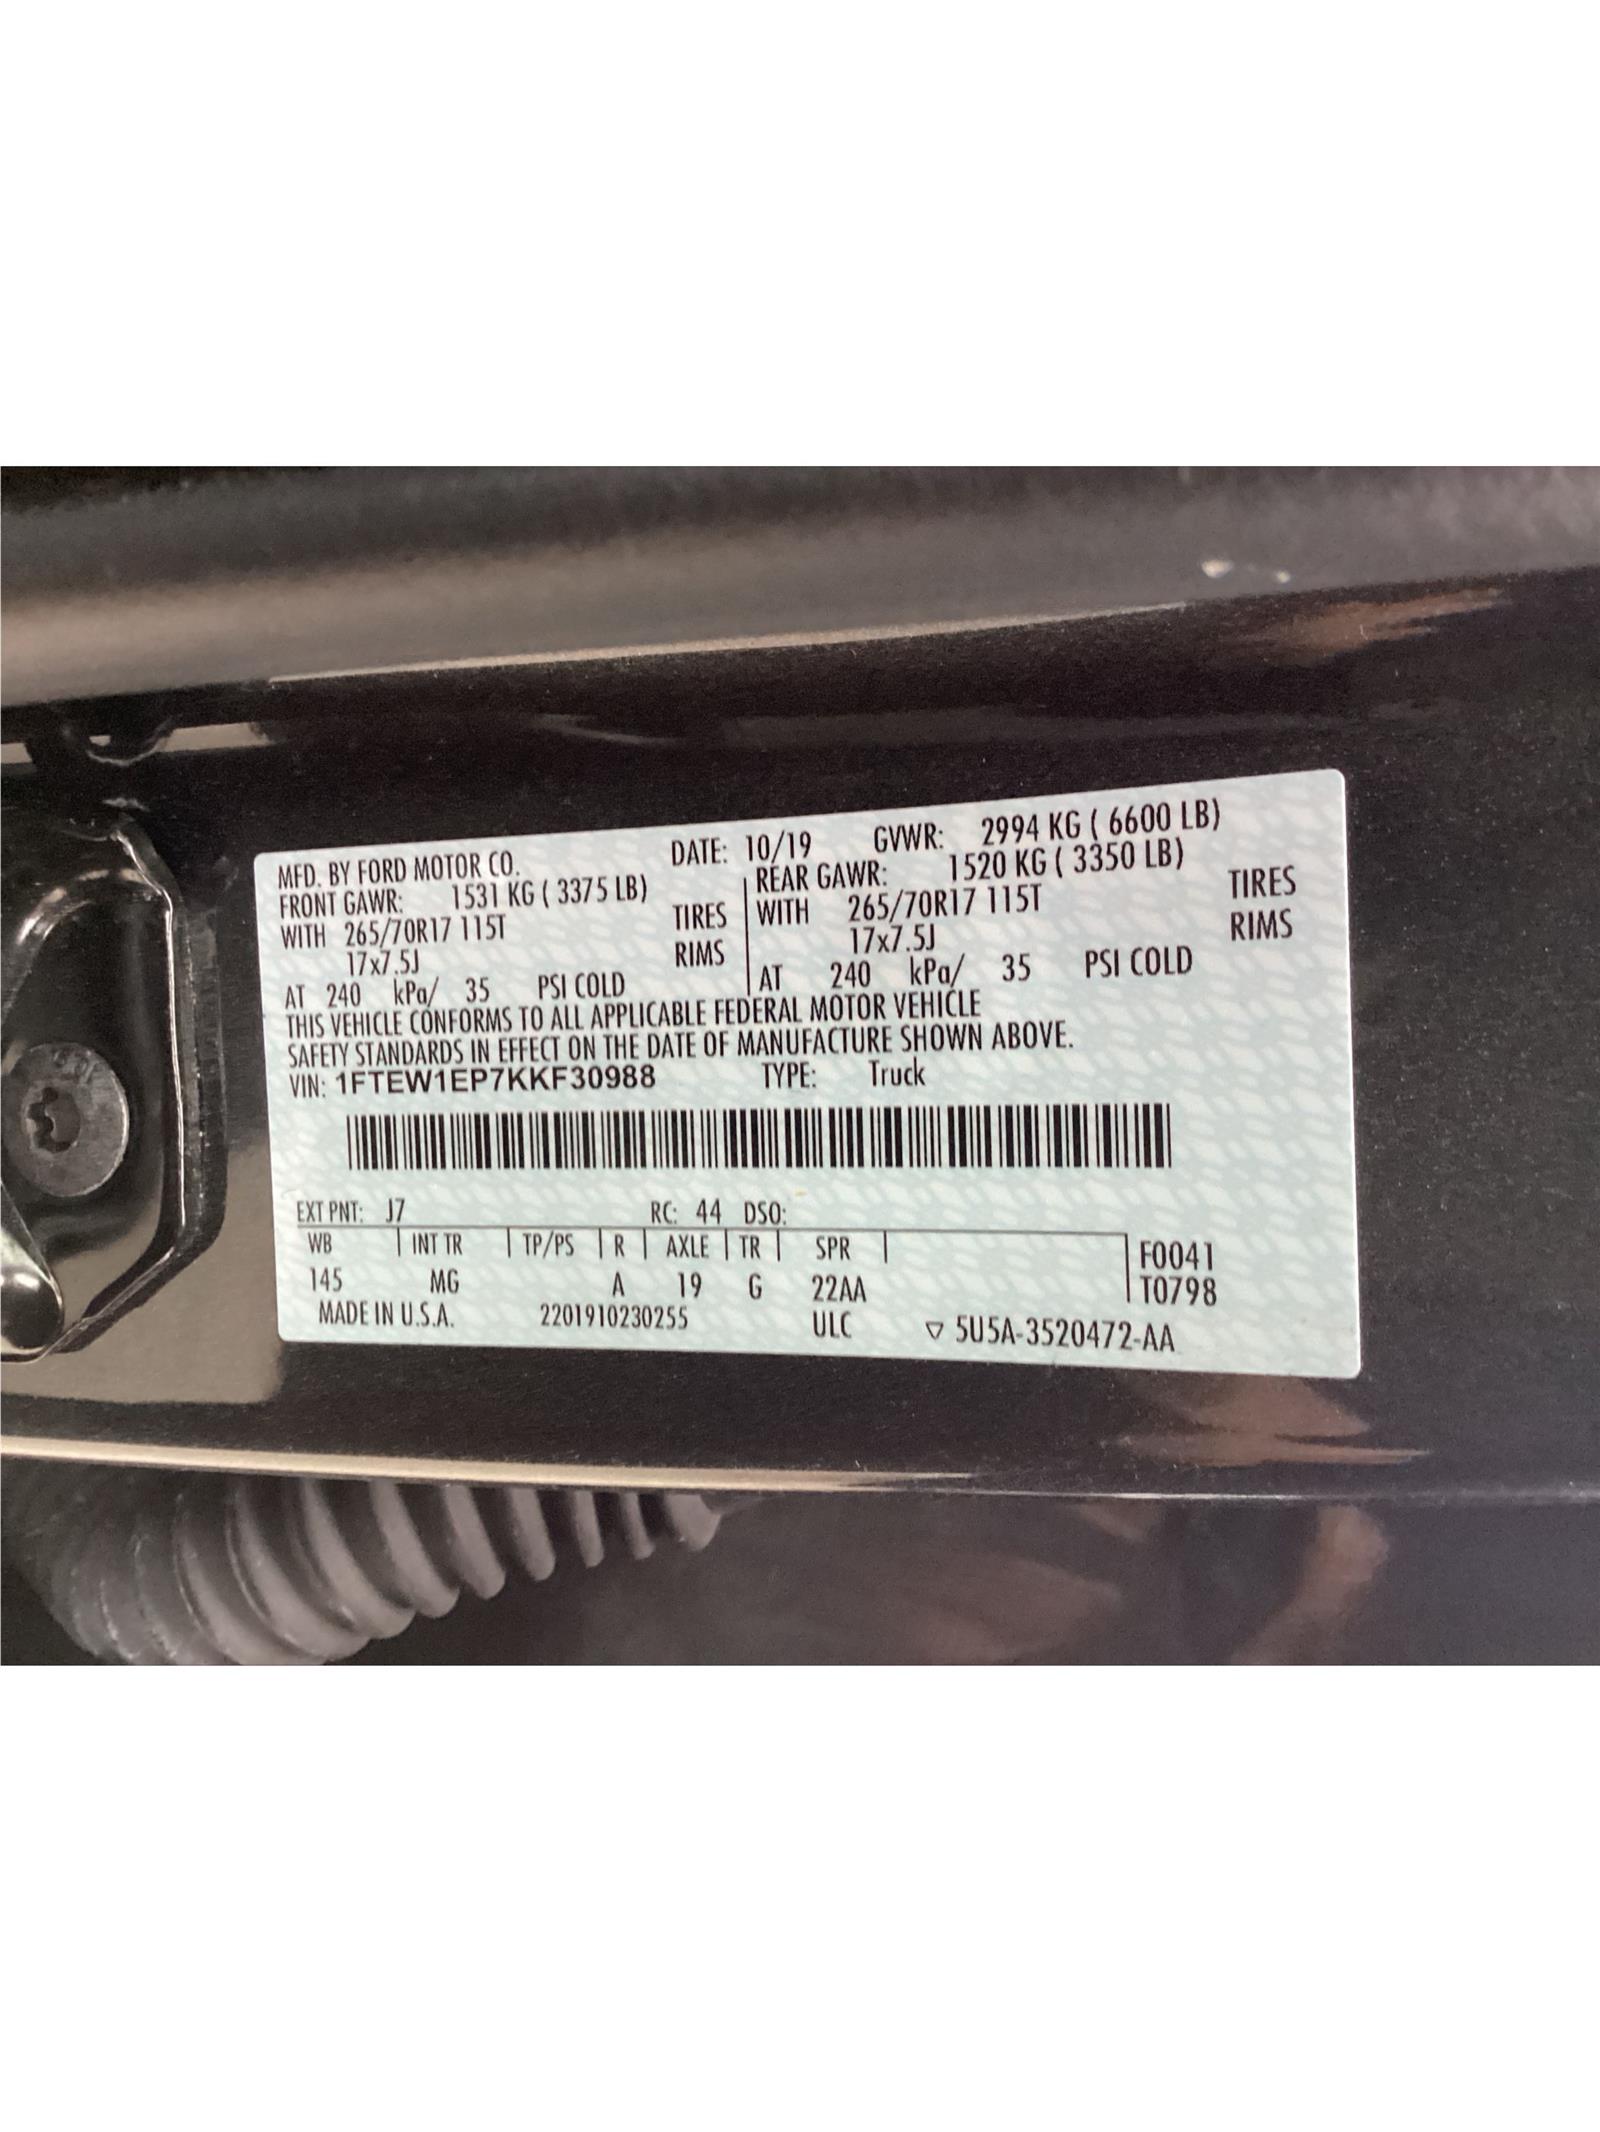 MFD. BY FORD MOTOR CO. DATE: 10/19 GVWR: 2994 KG ( 6600 LB)
FRONT GAWR: 1531 KG ( 3375 LB) REAR GAWR: 1520 KG ( 3350 LB)
WITH 265/70R17 115T TIRES WITH 265/70R17 115T TIRES
17x7.5J RIMS 17x7.5J RIMS
AT 240 kPa/ 35 PSI COLD AT 240 kPa/ 35 PSI COLD
THIS VEHICLE CONFORMS TO ALL APPLICABLE FEDERAL MOTOR VEHICLE
SAFETY STANDARDS IN EFFECT ON THE DATE OF MANUFACTURE SHOWN ABOVE.
VIN: 1FTEW1EP7KKF30988 TYPE: Truck
EXT PNT: J7 RC: 44 DSO:
WB INT TR TP/PS R AXLE TR SPR F0041
145 MG A 19 G 22AA T0798
MADE IN U.S.A. 2201910230255 ULC ▽ 5U5A-3520472-AA